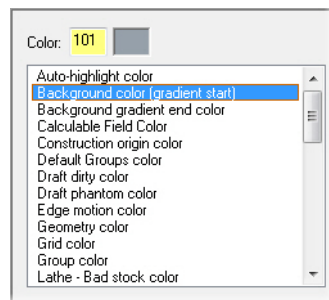 Color: 101
Auto-highlight color
Background color (gradient start)
Background gradient end color
Calculable Field Color
Construction origin color
Default Groups color
Draft dirty color
Draft phantom color
Edge motion color
Geometry color
Grid color
Group color
Lathe - Bad stock color